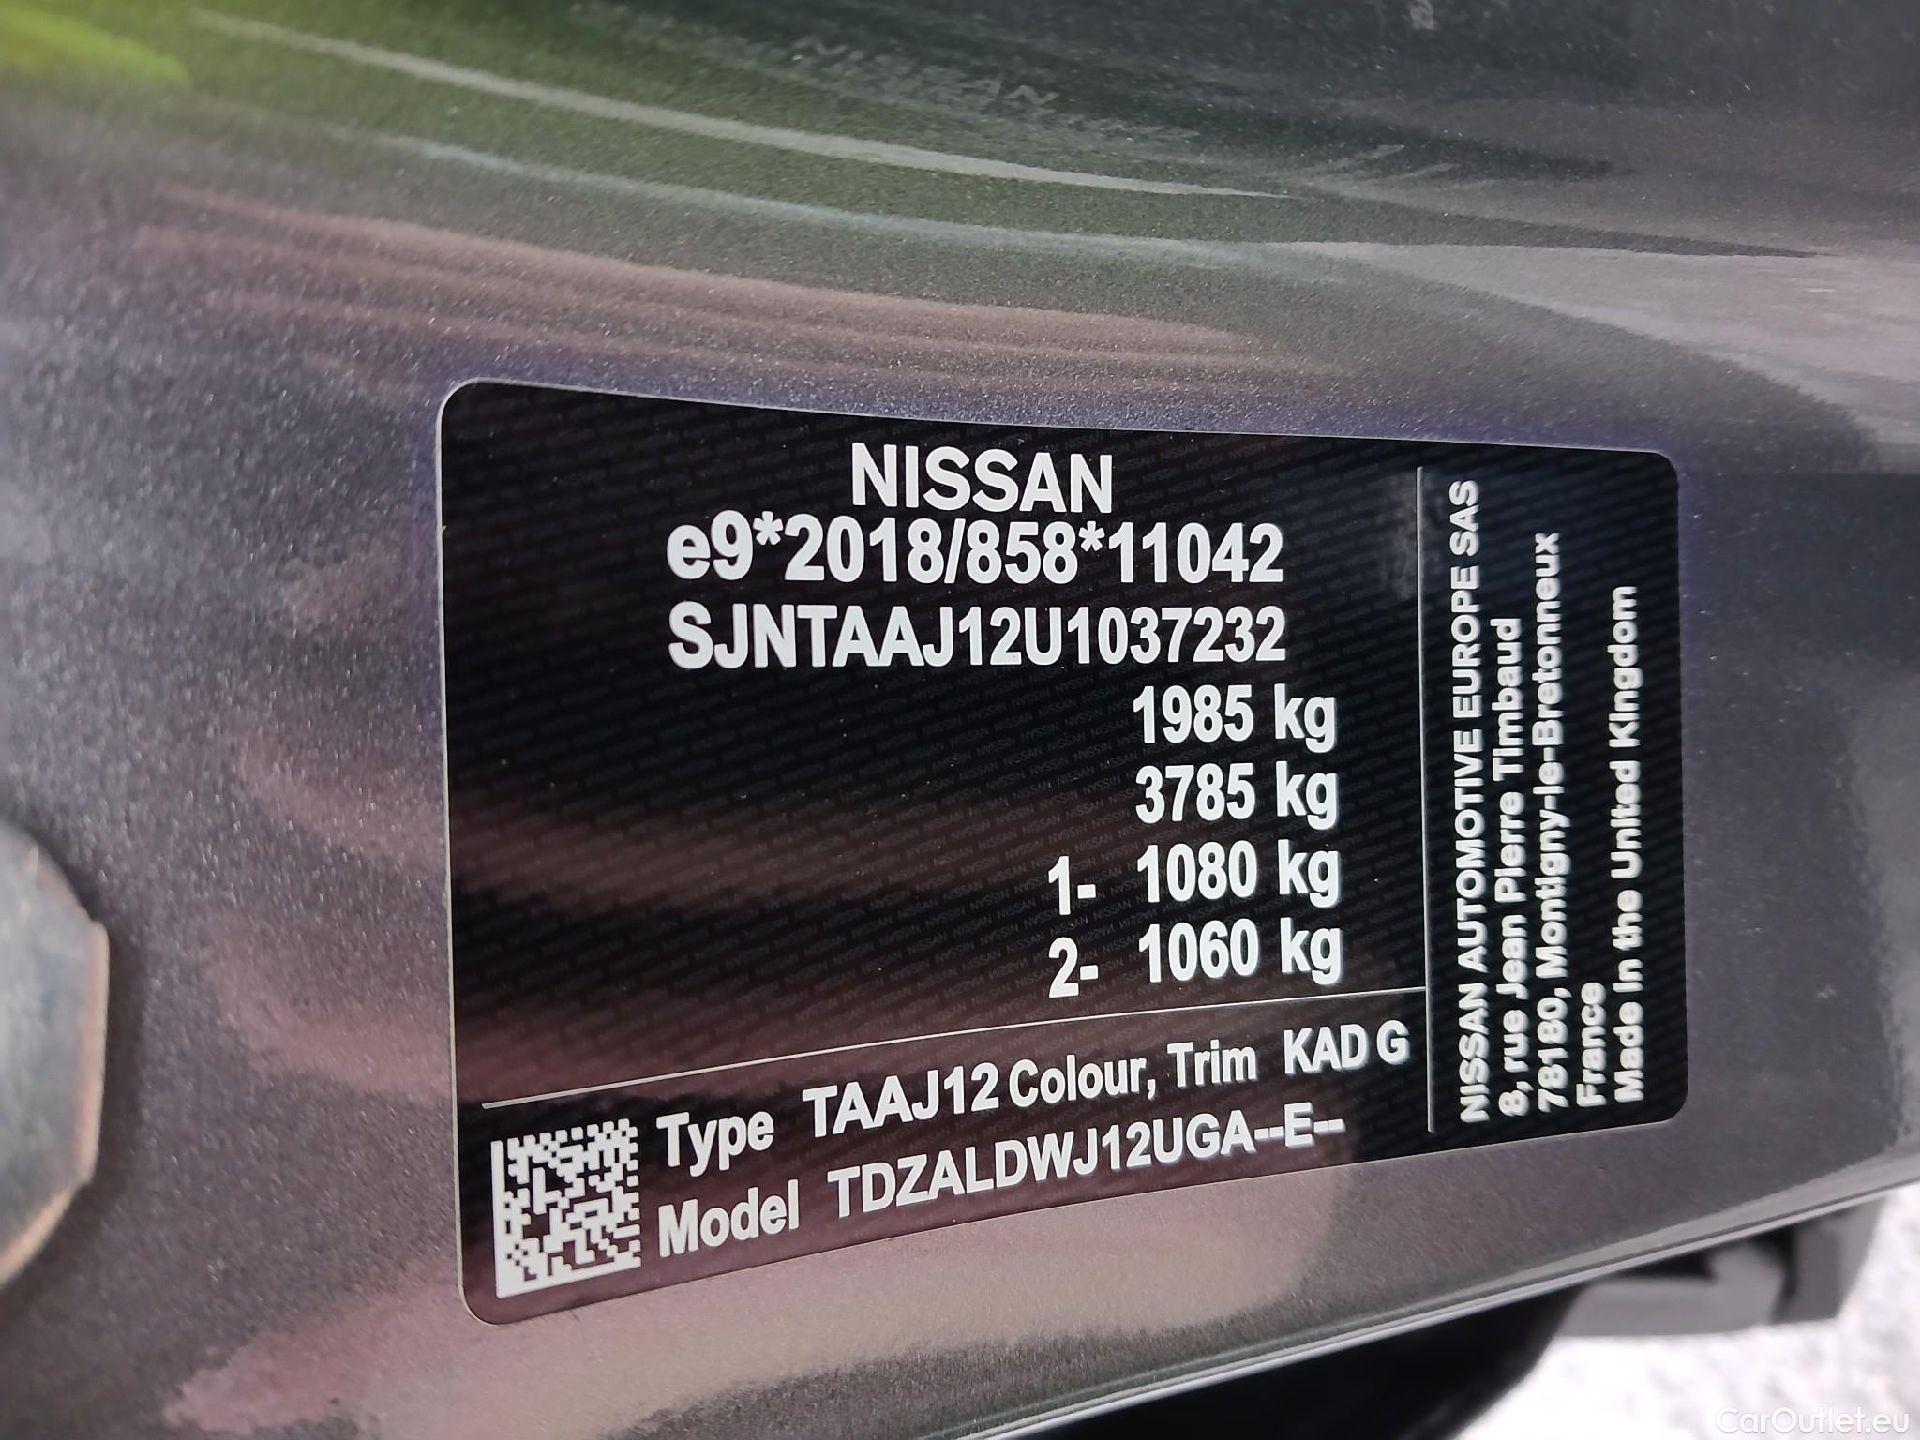 NISSAN
e9*2018/858*11042
SJNTAAJ12U1037232
1985 kg
3785 kg
1- 1080 kg
2- 1060 kg
Type TAAJ12 Colour, Trim KAD G
Model TDZALDWJ12UGA--E--
NISSAN AUTOMOTIVE EUROPE SAS
8, rue Jean Pierre Timbaud
78180, Montigny-le-Bretonneux
France
Made in the United Kingdom
CarOutlet.eu